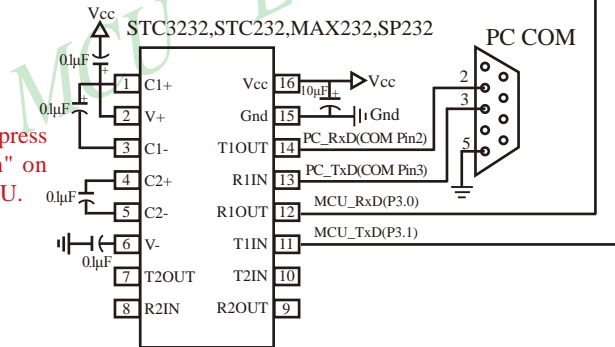 MCU
Vcc
STC3232,STC232,MAX232,SP232
PC COM
0.1µF
0.1µF
0.1µF
0.1µF
press
" on
U.
1 C1+
2 V+
3 C1-
4 C2+
5 C2-
6 V-
7 T2OUT
8 R2IN
Vcc 16
Gnd 15
T1OUT 14
R1IN 13
R1OUT 12
T1IN 11
T2IN 10
R2OUT 9
Vcc
10µF
Gnd
PC_RxD(COM Pin2)
PC_TxD(COM Pin3)
MCU_RxD(P3.0)
MCU_TxD(P3.1)
2
3
5